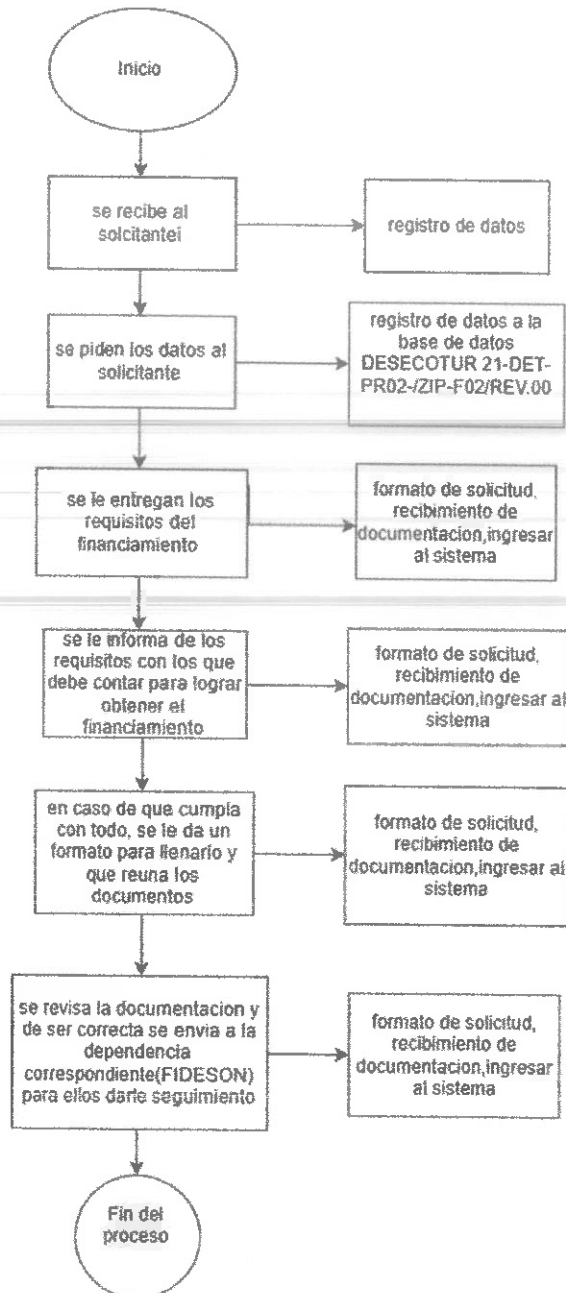 Inicio
se recibe al
solcitantei
registro de datos
se piden los datos al
solicitante
registro de datos a la
base de datos
DESECOTUR 21-DET-
PR02-/ZIP-F02/REV.00
se le entregan los
requisitos del
financiamiento
formato de solicitud,
recibimiento de
documentacion,ingresar
al sistema
se le informa de los
requisitos con los que
debe contar para lograr
obtener el
financiamiento
formato de solicitud,
recibimiento de
documentacion,ingresar al
sistema
en caso de que cumpla
con todo, se le da un
formato para llenarlo y
que reuna los
documentos
formato de solicitud,
recibimiento de
documentacion,ingresar al
sistema
se revisa la documentacion y
de ser correcta se envia a la
dependencia
correspondiente(FIDESON)
para ellos darle seguimiento
formato de solicitud,
recibimiento de
documentacion,ingresar
al sistema
Fin del
proceso